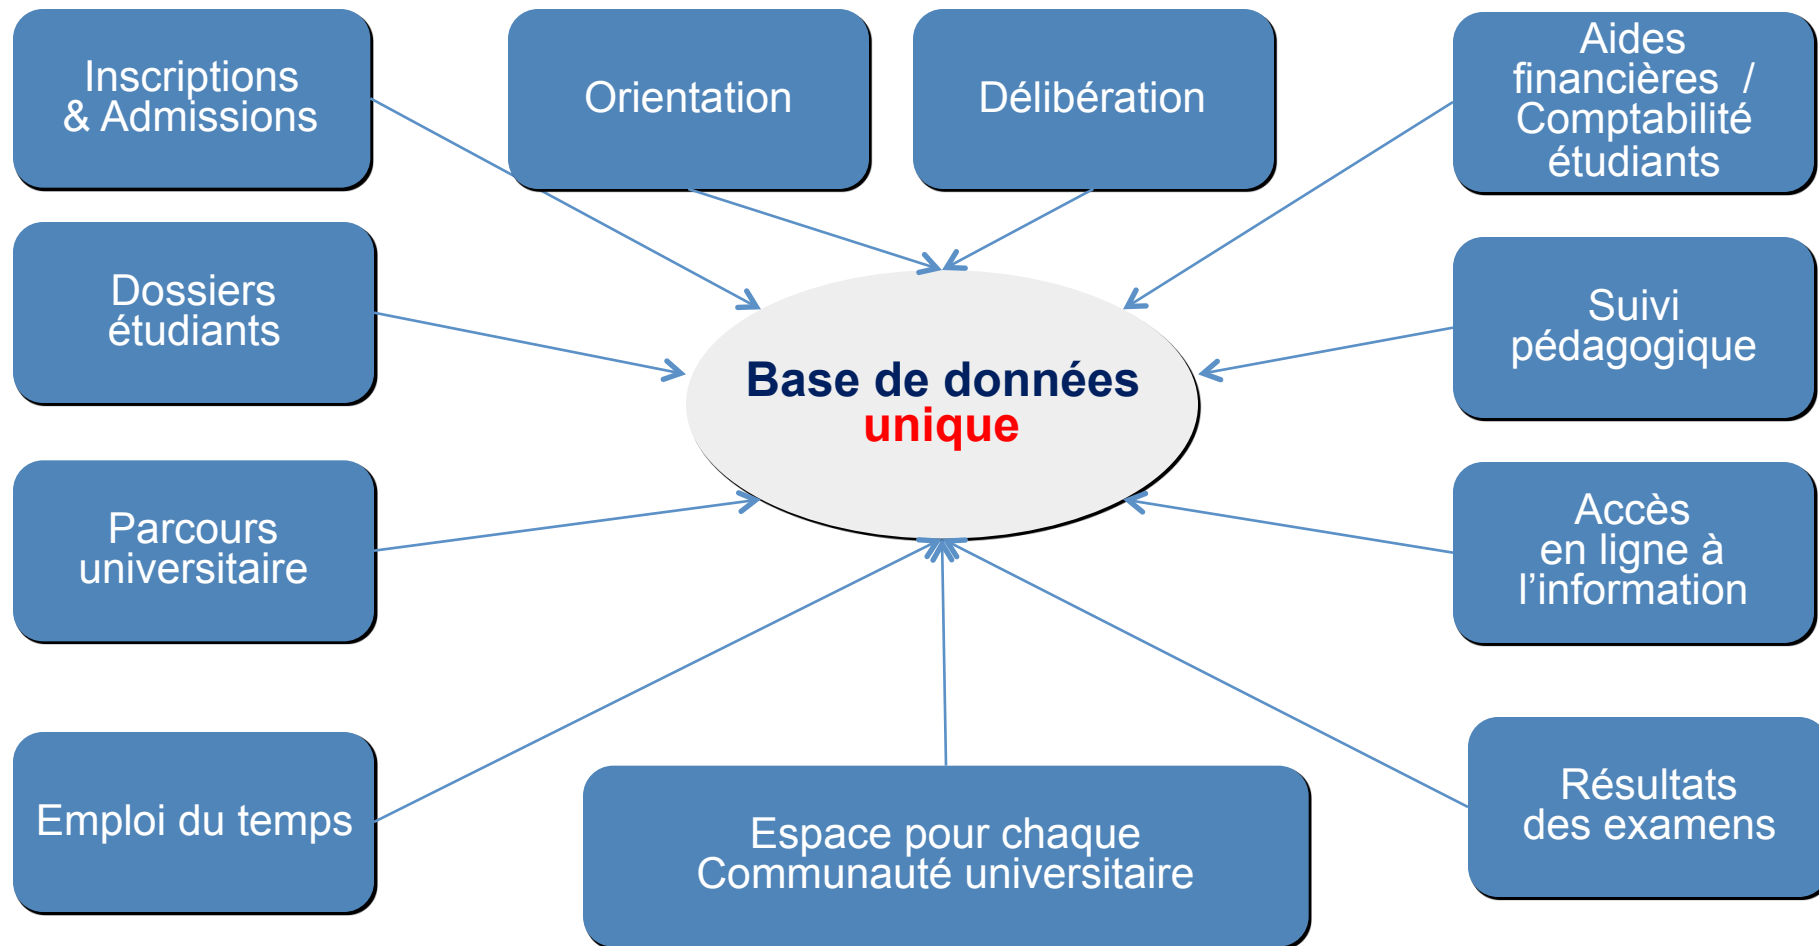 Inscriptions
& Admissions
Orientation
Délibération
Aides
financières  /
Comptabilité
étudiants
Dossiers
étudiants
Suivi
pédagogique
Base de données
unique
Parcours
universitaire
Accès
en ligne à
l’information
Emploi du temps
Espace pour chaque
Communauté universitaire
Résultats
des examens